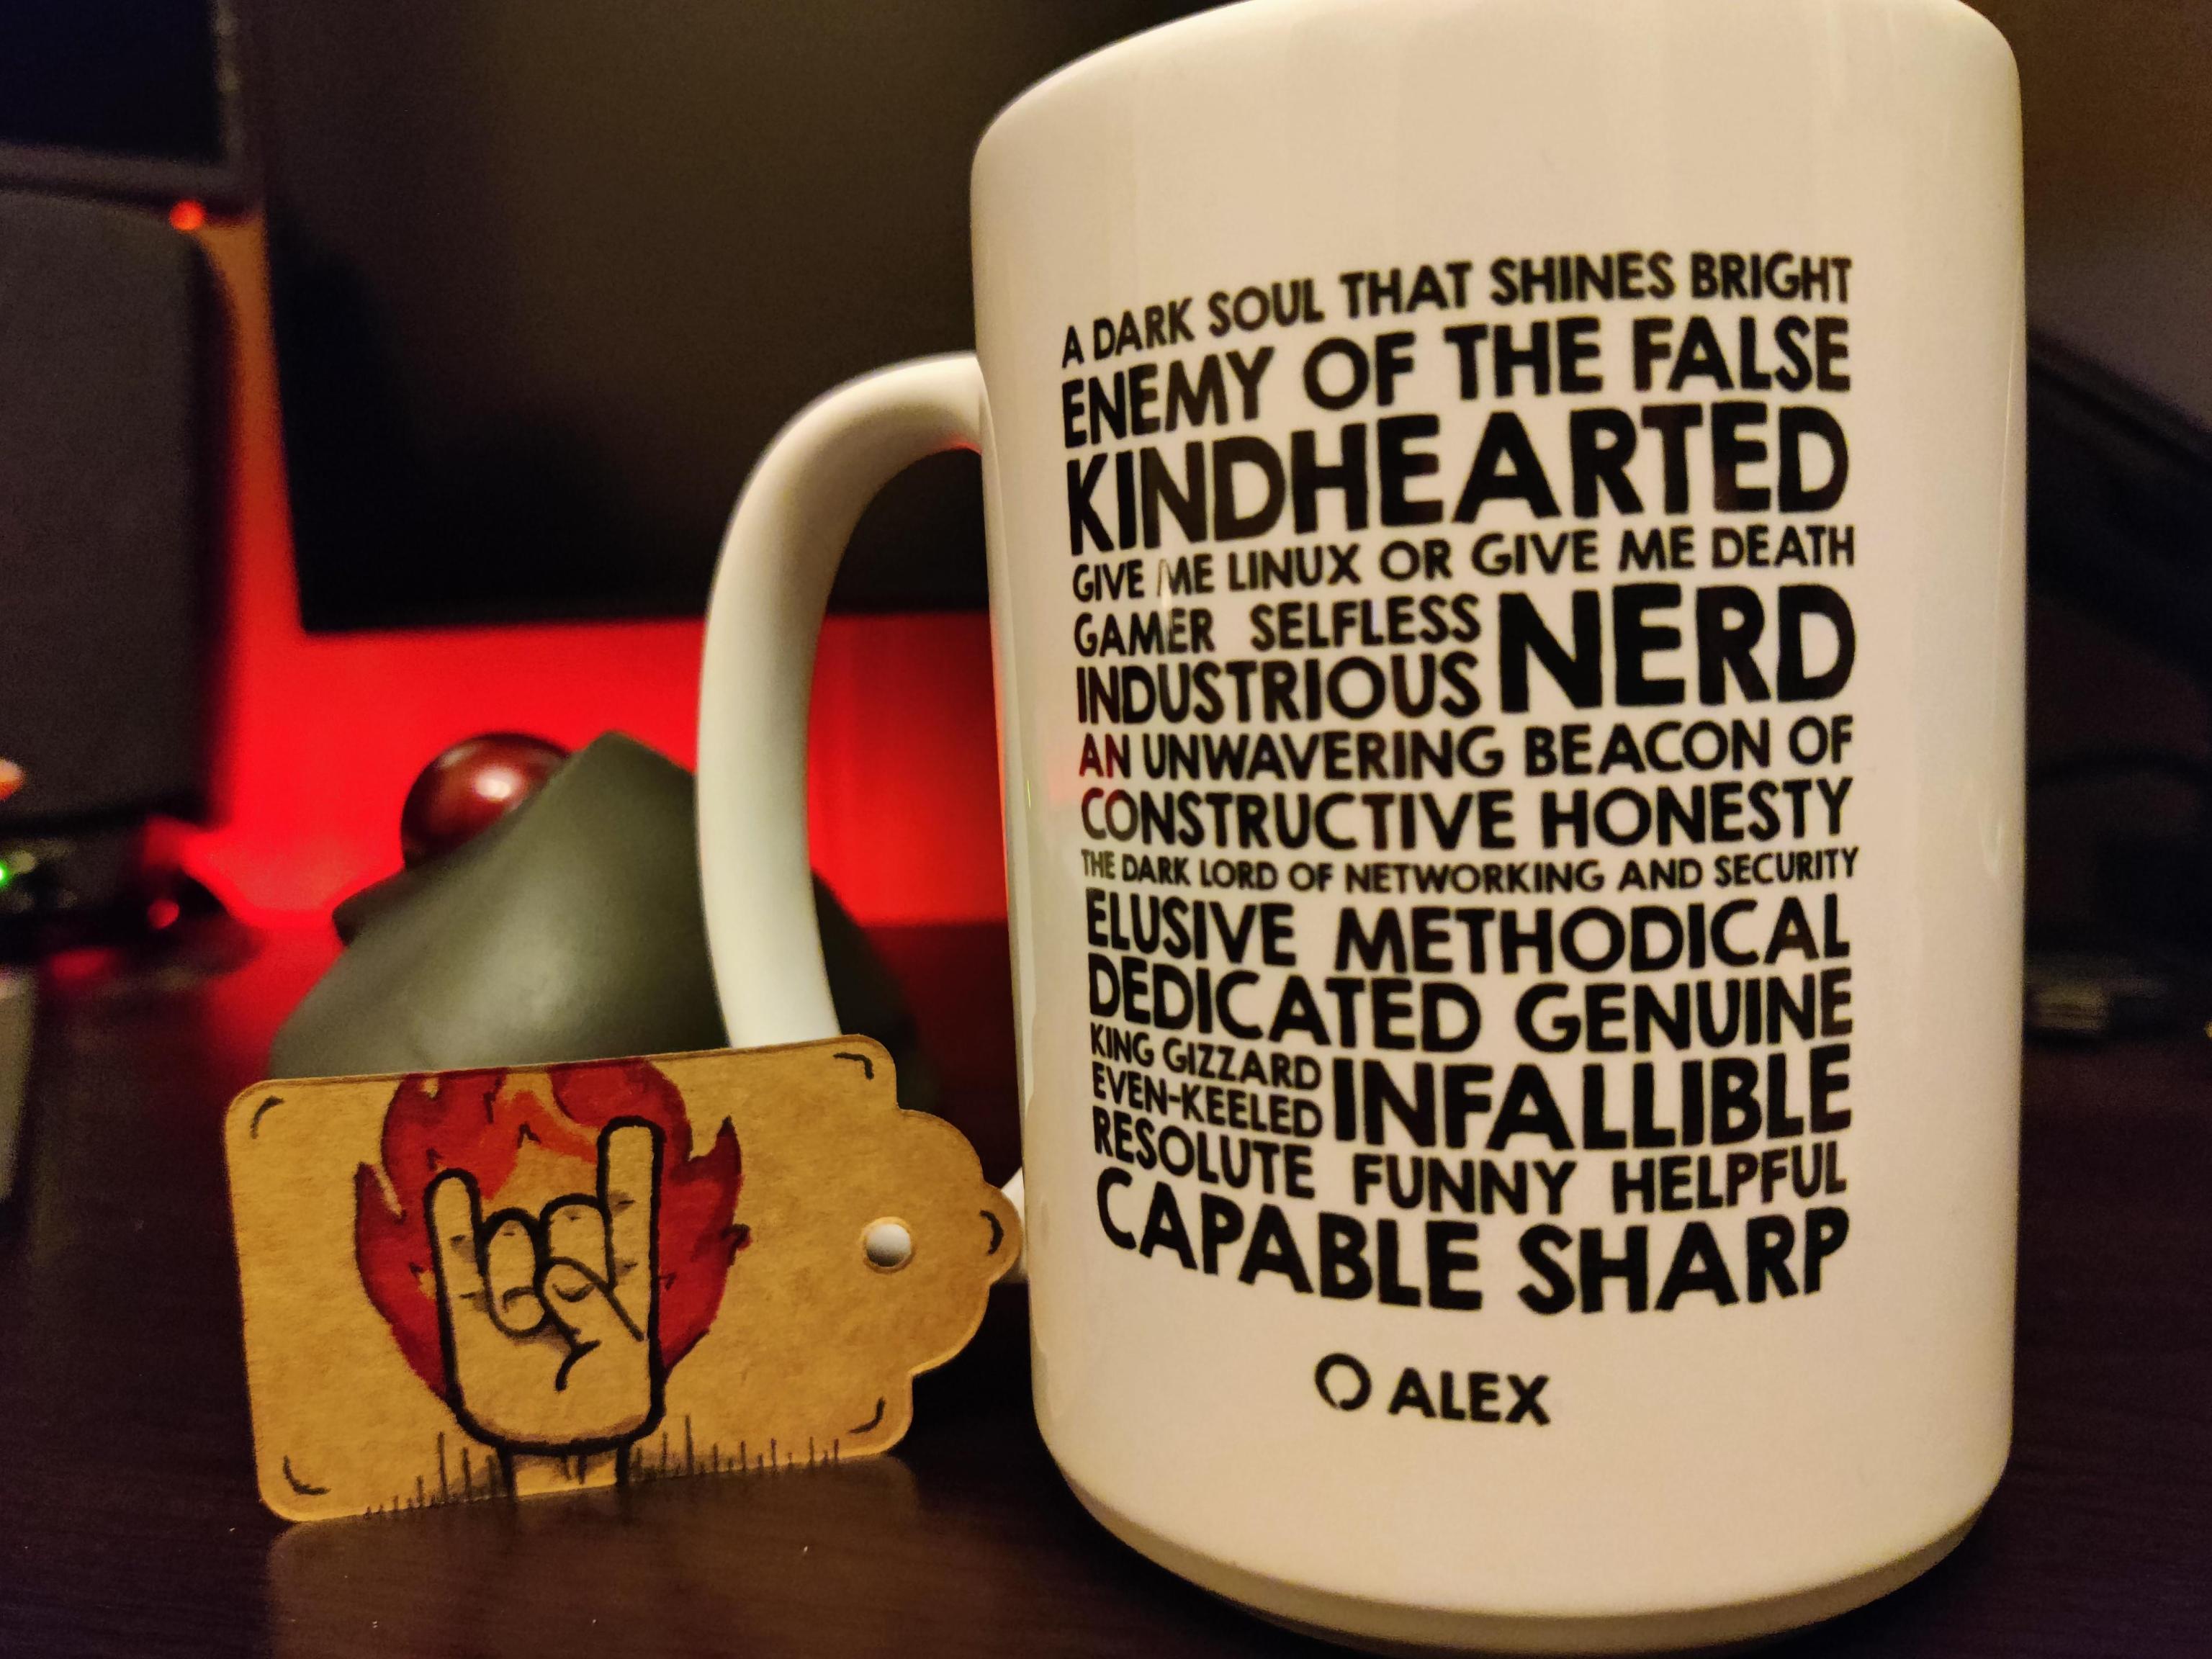 A DARK SOUL THAT SHINES BRIGHT
ENEMY OF THE FALSE
KINDHEARTED
GIVE ME LINUX OR GIVE ME DEATH
GAMER SELFLESS
INDUSTRIOUS
NERD
AN UNWAVERING BEACON OF
CONSTRUCTIVE HONESTY
THE DARK LORD OF NETWORKING AND SECURITY
ELUSIVE METHODICAL
DEDICATED GENUINE
KING GIZZARD
EVEN-KEELED
INFALLIBLE
RESOLUTE FUNNY HELPFUL
CAPABLE SHARP
ALEX